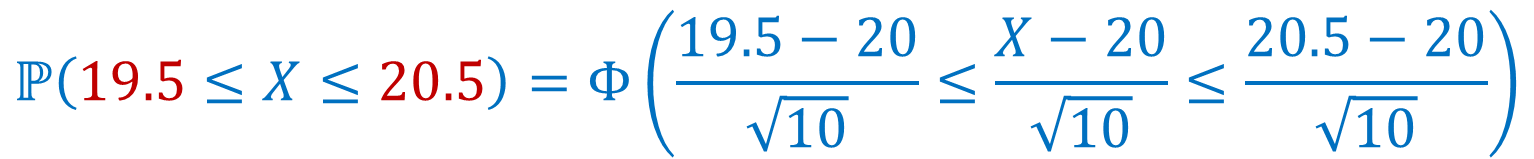 ℙ(19.5 ≤ X ≤ 20.5) = Φ((19.5 − 20)/√10 ≤ (X − 20)/√10 ≤ (20.5 − 20)/√10)